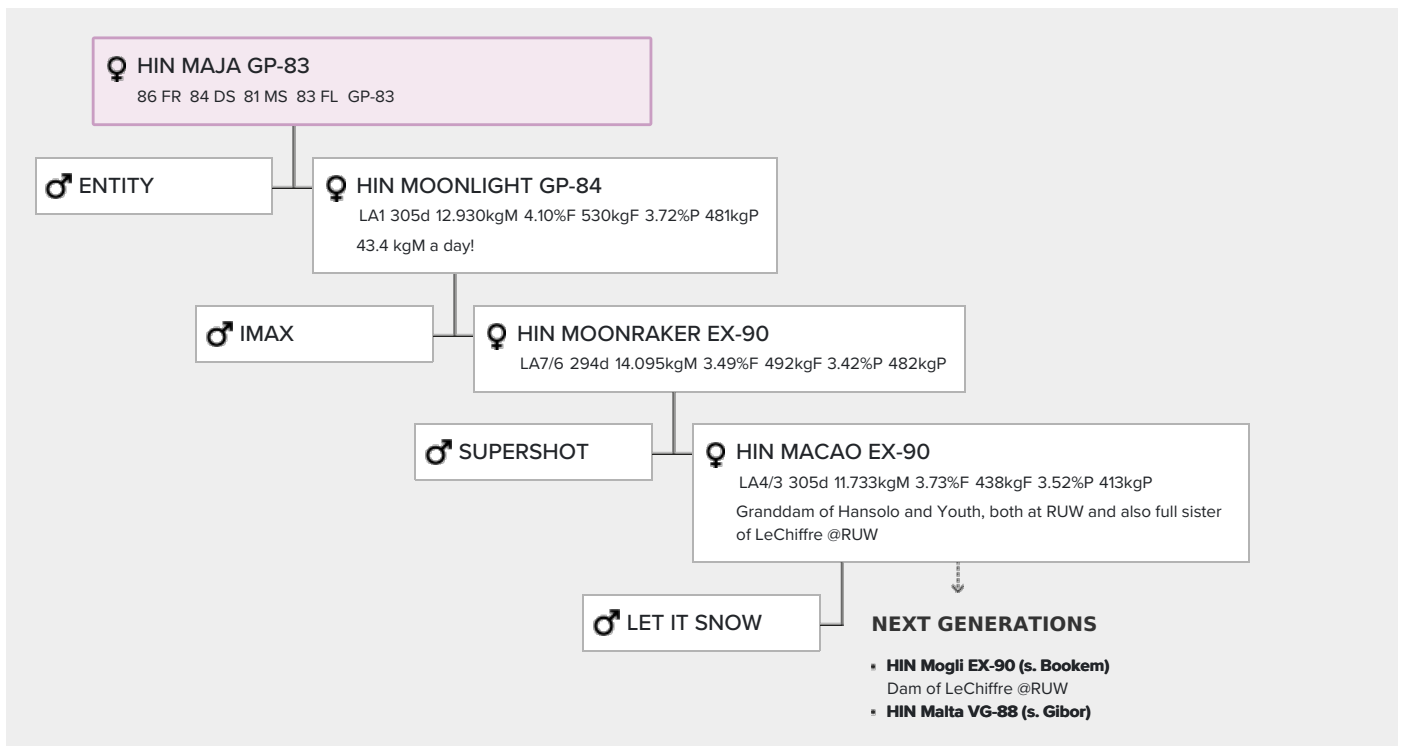 HIN MAJA GP-83
86 FR 84 DS 81 MS 83 FL GP-83
ENTITY
HIN MOONLIGHT GP-84
LA1 305d 12.930kgM 4.10%F 530kgF 3.72%P 481kgP
43.4 kgM a day!
IMAX
HIN MOONRAKER EX-90
LA7/6 294d 14.095kgM 3.49%F 492kgF 3.42%P 482kgP
SUPERSHOT
HIN MACAO EX-90
LA4/3 305d 11.733kgM 3.73%F 438kgF 3.52%P 413kgP
Granddam of Hansolo and Youth, both at RUW and also full sister
of LeChiffre @RUW
LET IT SNOW
NEXT GENERATIONS
HIN Mogli EX-90 (s. Bookem)
Dam of LeChiffre @RUW
HIN Malta VG-88 (s. Gibor)